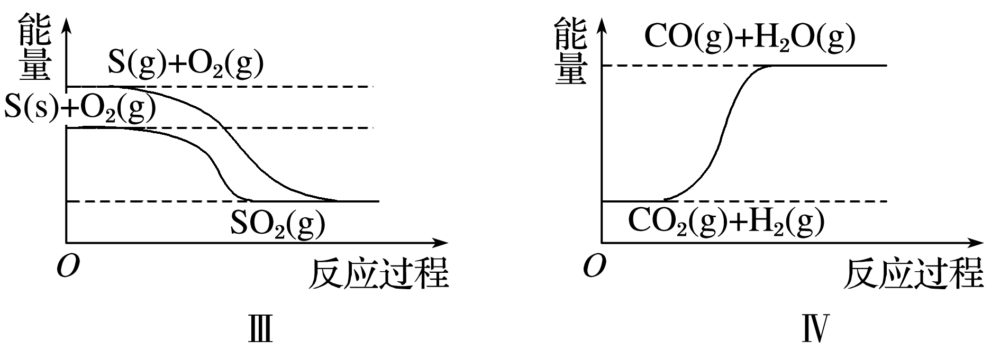 能量
S(g)+O₂(g)
S(s)+O₂(g)
SO₂(g)
O
反应过程
Ⅲ
能量
CO(g)+H₂O(g)
CO₂(g)+H₂(g)
O
反应过程
Ⅳ